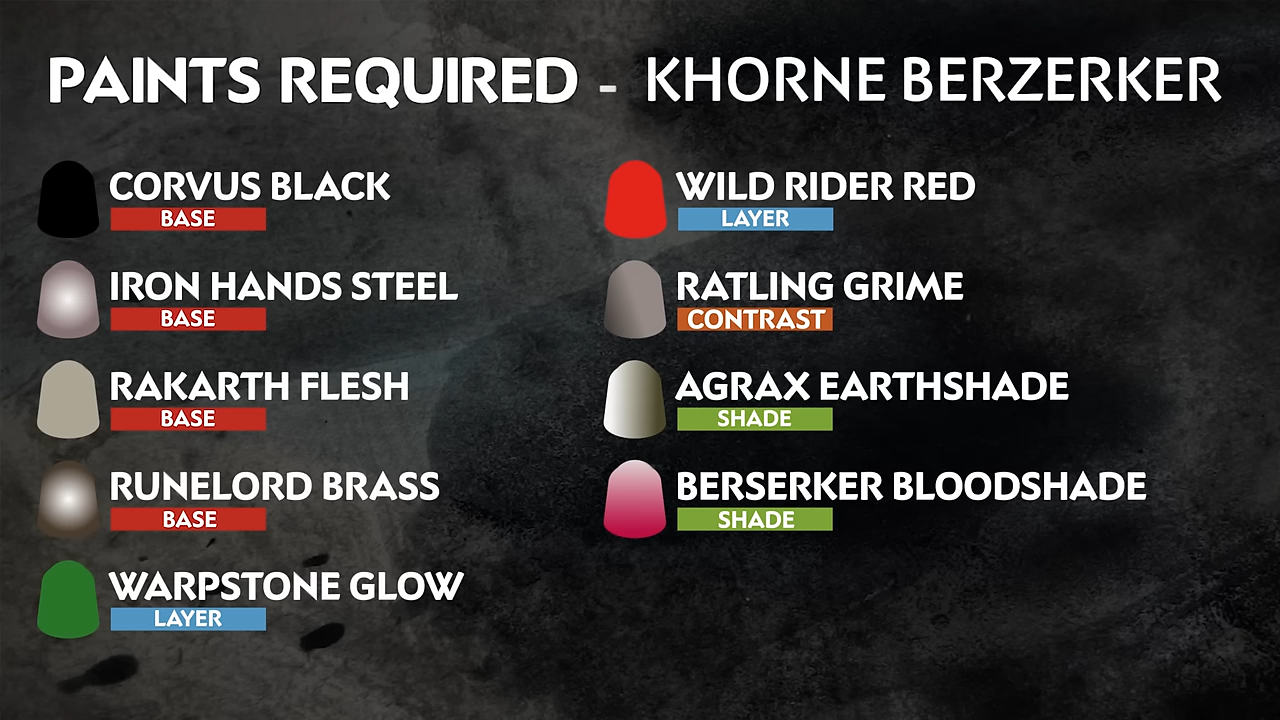 PAINTS REQUIRED - KHORNE BERZERKER
CORVUS BLACK
BASE
IRON HANDS STEEL
BASE
RAKARTH FLESH
BASE
RUNELORD BRASS
BASE
WARPSTONE GLOW
LAYER
WILD RIDER RED
LAYER
RATLING GRIME
CONTRAST
AGRAX EARTHSHADE
SHADE
BERSERKER BLOODSHADE
SHADE